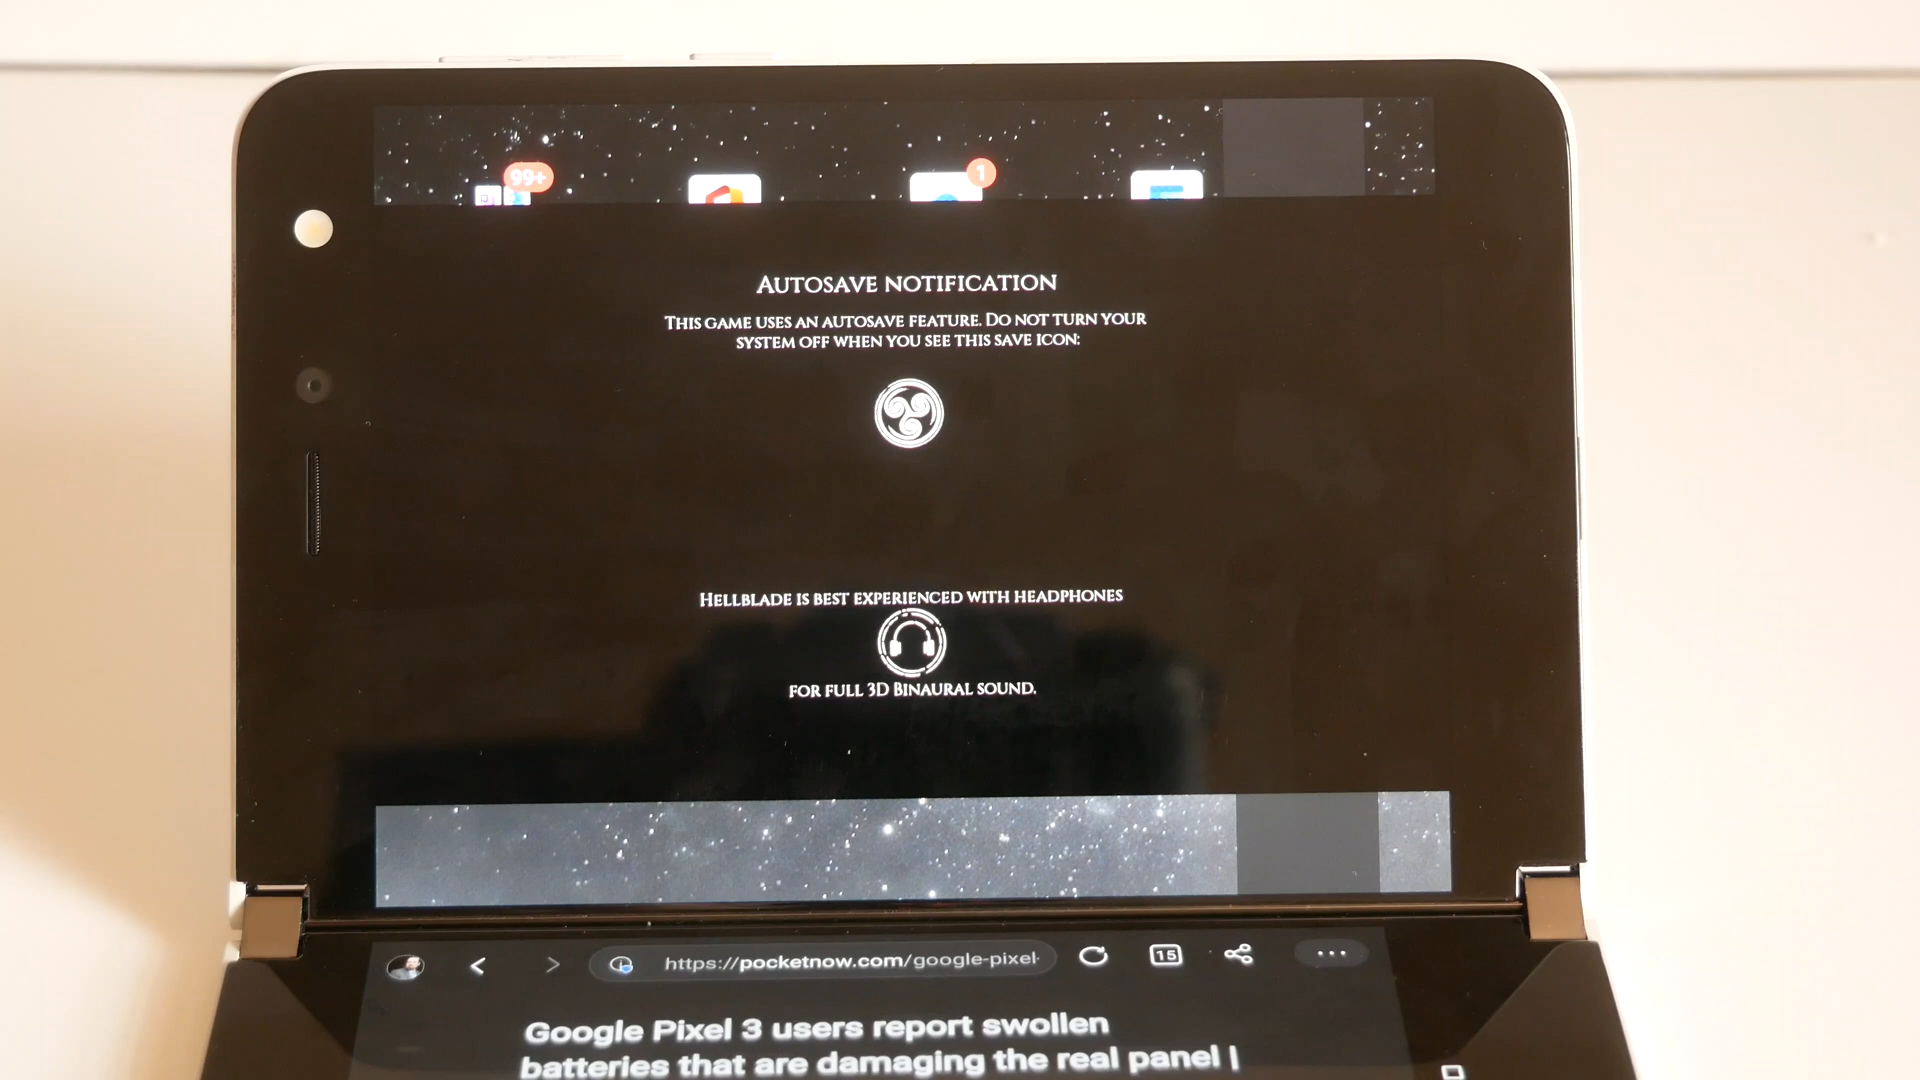 99+
1
AUTOSAVE NOTIFICATION
THIS GAME USES AN AUTOSAVE FEATURE. DO NOT TURN YOUR
SYSTEM OFF WHEN YOU SEE THIS SAVE ICON:
HELLBLADE IS BEST EXPERIENCED WITH HEADPHONES
FOR FULL 3D BINAURAL SOUND.
https://pocketnow.com/google-pixel-
15
Google Pixel 3 users report swollen
batteries that are damaging the real panel |